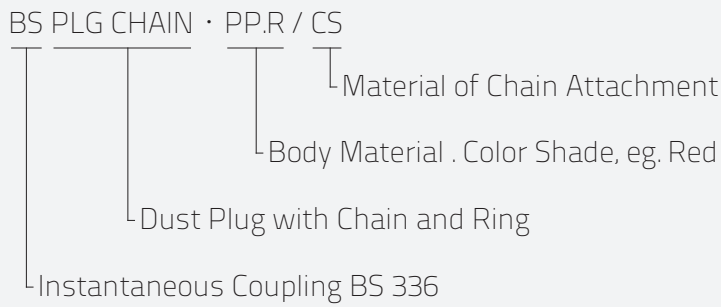 BS PLG CHAIN · PP.R / CS
Material of Chain Attachment
Body Material . Color Shade, eg. Red
Dust Plug with Chain and Ring
Instantaneous Coupling BS 336